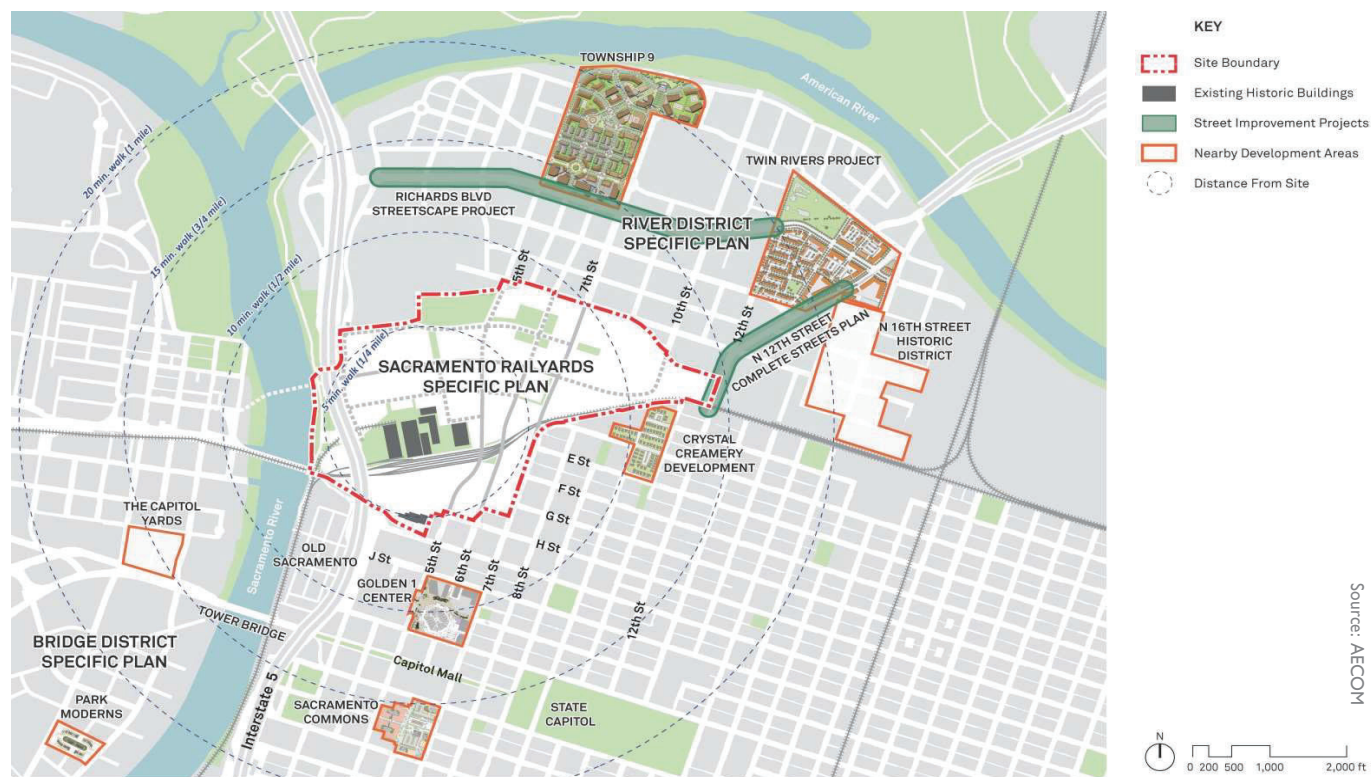 TOWNSHIP 9
American River
TWIN RIVERS PROJECT
20 min. walk (1 mile)
15 min. walk (3/4 mile)
10 min. walk (1/2 mile)
5 min. walk (1/4 mile)
RICHARDS BLVD
STREETSCAPE PROJECT
RIVER DISTRICT
SPECIFIC PLAN
5th St
7th St
10th St
12th St
N 12TH STREET
COMPLETE STREETS PLAN
N 16TH STREET
HISTORIC
DISTRICT
SACRAMENTO RAILYARDS
SPECIFIC PLAN
CRYSTAL
CREAMERY
DEVELOPMENT
E St
F St
G St
H St
J St
5th St
6th St
7th St
8th St
12th St
THE CAPITOL
YARDS
Sacramento River
OLD
SACRAMENTO
GOLDEN 1
CENTER
TOWER BRIDGE
BRIDGE DISTRICT
SPECIFIC PLAN
Capitol Mall
PARK
MODERNS
Interstate 5
SACRAMENTO
COMMONS
STATE
CAPITOL
KEY
Site Boundary
Existing Historic Buildings
Street Improvement Projects
Nearby Development Areas
Distance From Site
Source: AECOM
N
0 200 500 1,000 2,000 ft